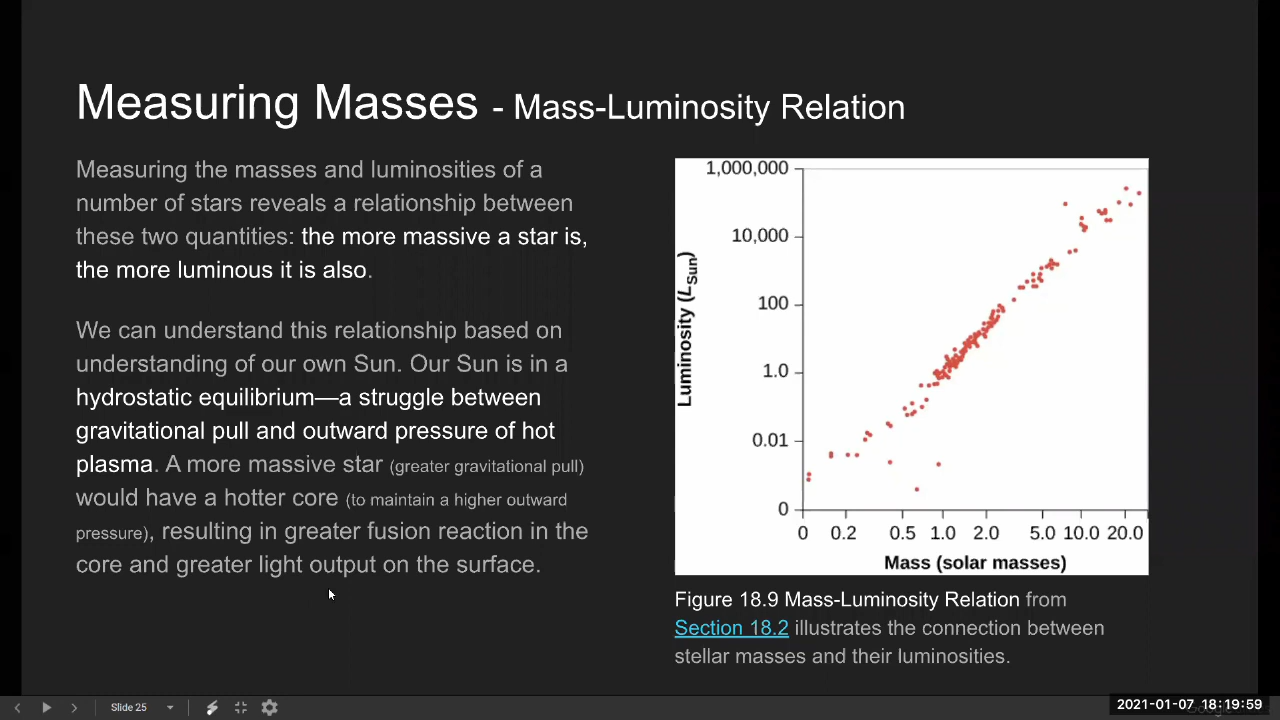 Measuring Masses - Mass-Luminosity Relation
Measuring the masses and luminosities of a
number of stars reveals a relationship between
these two quantities: the more massive a star is,
the more luminous it is also.
We can understand this relationship based on
understanding of our own Sun. Our Sun is in a
hydrostatic equilibrium—a struggle between
gravitational pull and outward pressure of hot
plasma. A more massive star (greater gravitational pull)
would have a hotter core (to maintain a higher outward
pressure), resulting in greater fusion reaction in the
core and greater light output on the surface.
1,000,000
10,000
100
1.0
0.01
0
Luminosity (LSun)
0 0.2 0.5 1.0 2.0 5.0 10.0 20.0
Mass (solar masses)
Figure 18.9 Mass-Luminosity Relation from
Section 18.2 illustrates the connection between
stellar masses and their luminosities.
Slide 25
2021-01-07 18:19:59